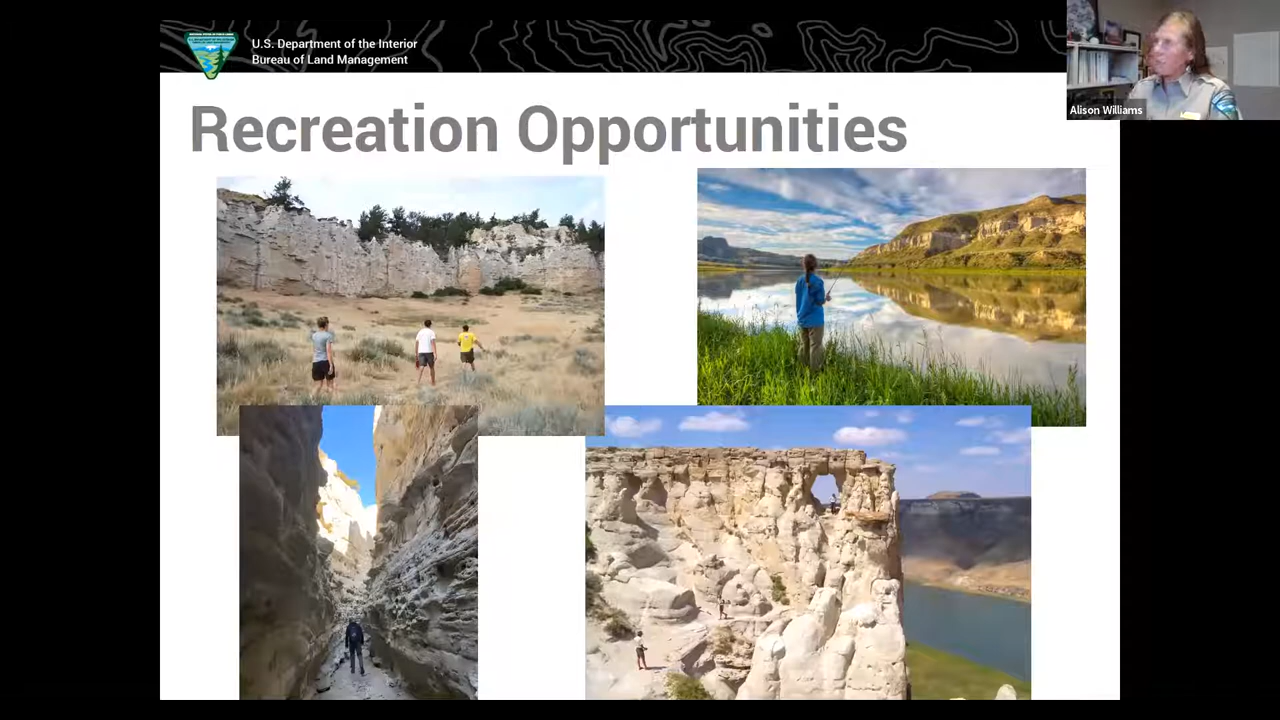 U.S. Department of the Interior
Bureau of Land Management
Alison Williams
Recreation Opportunities